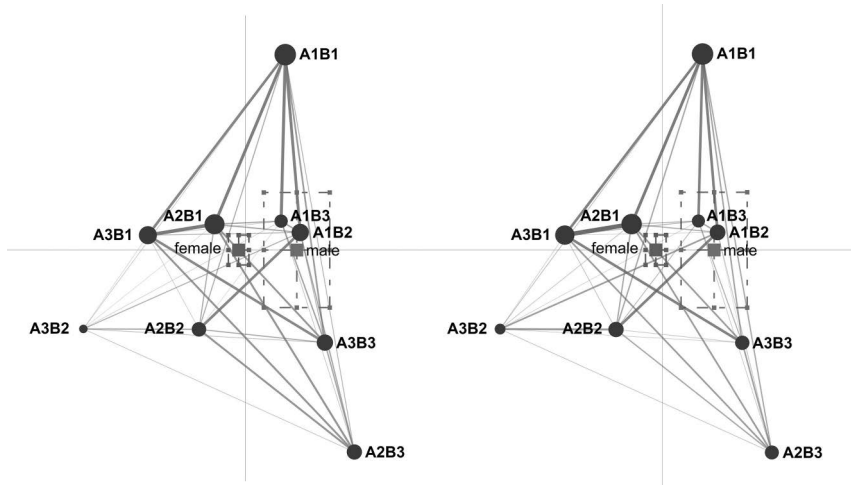 A1B1
A2B1
A1B3
A3B1
A1B2
female
male
A3B2
A2B2
A3B3
A2B3
A1B1
A2B1
A1B3
A3B1
A1B2
female
male
A3B2
A2B2
A3B3
A2B3